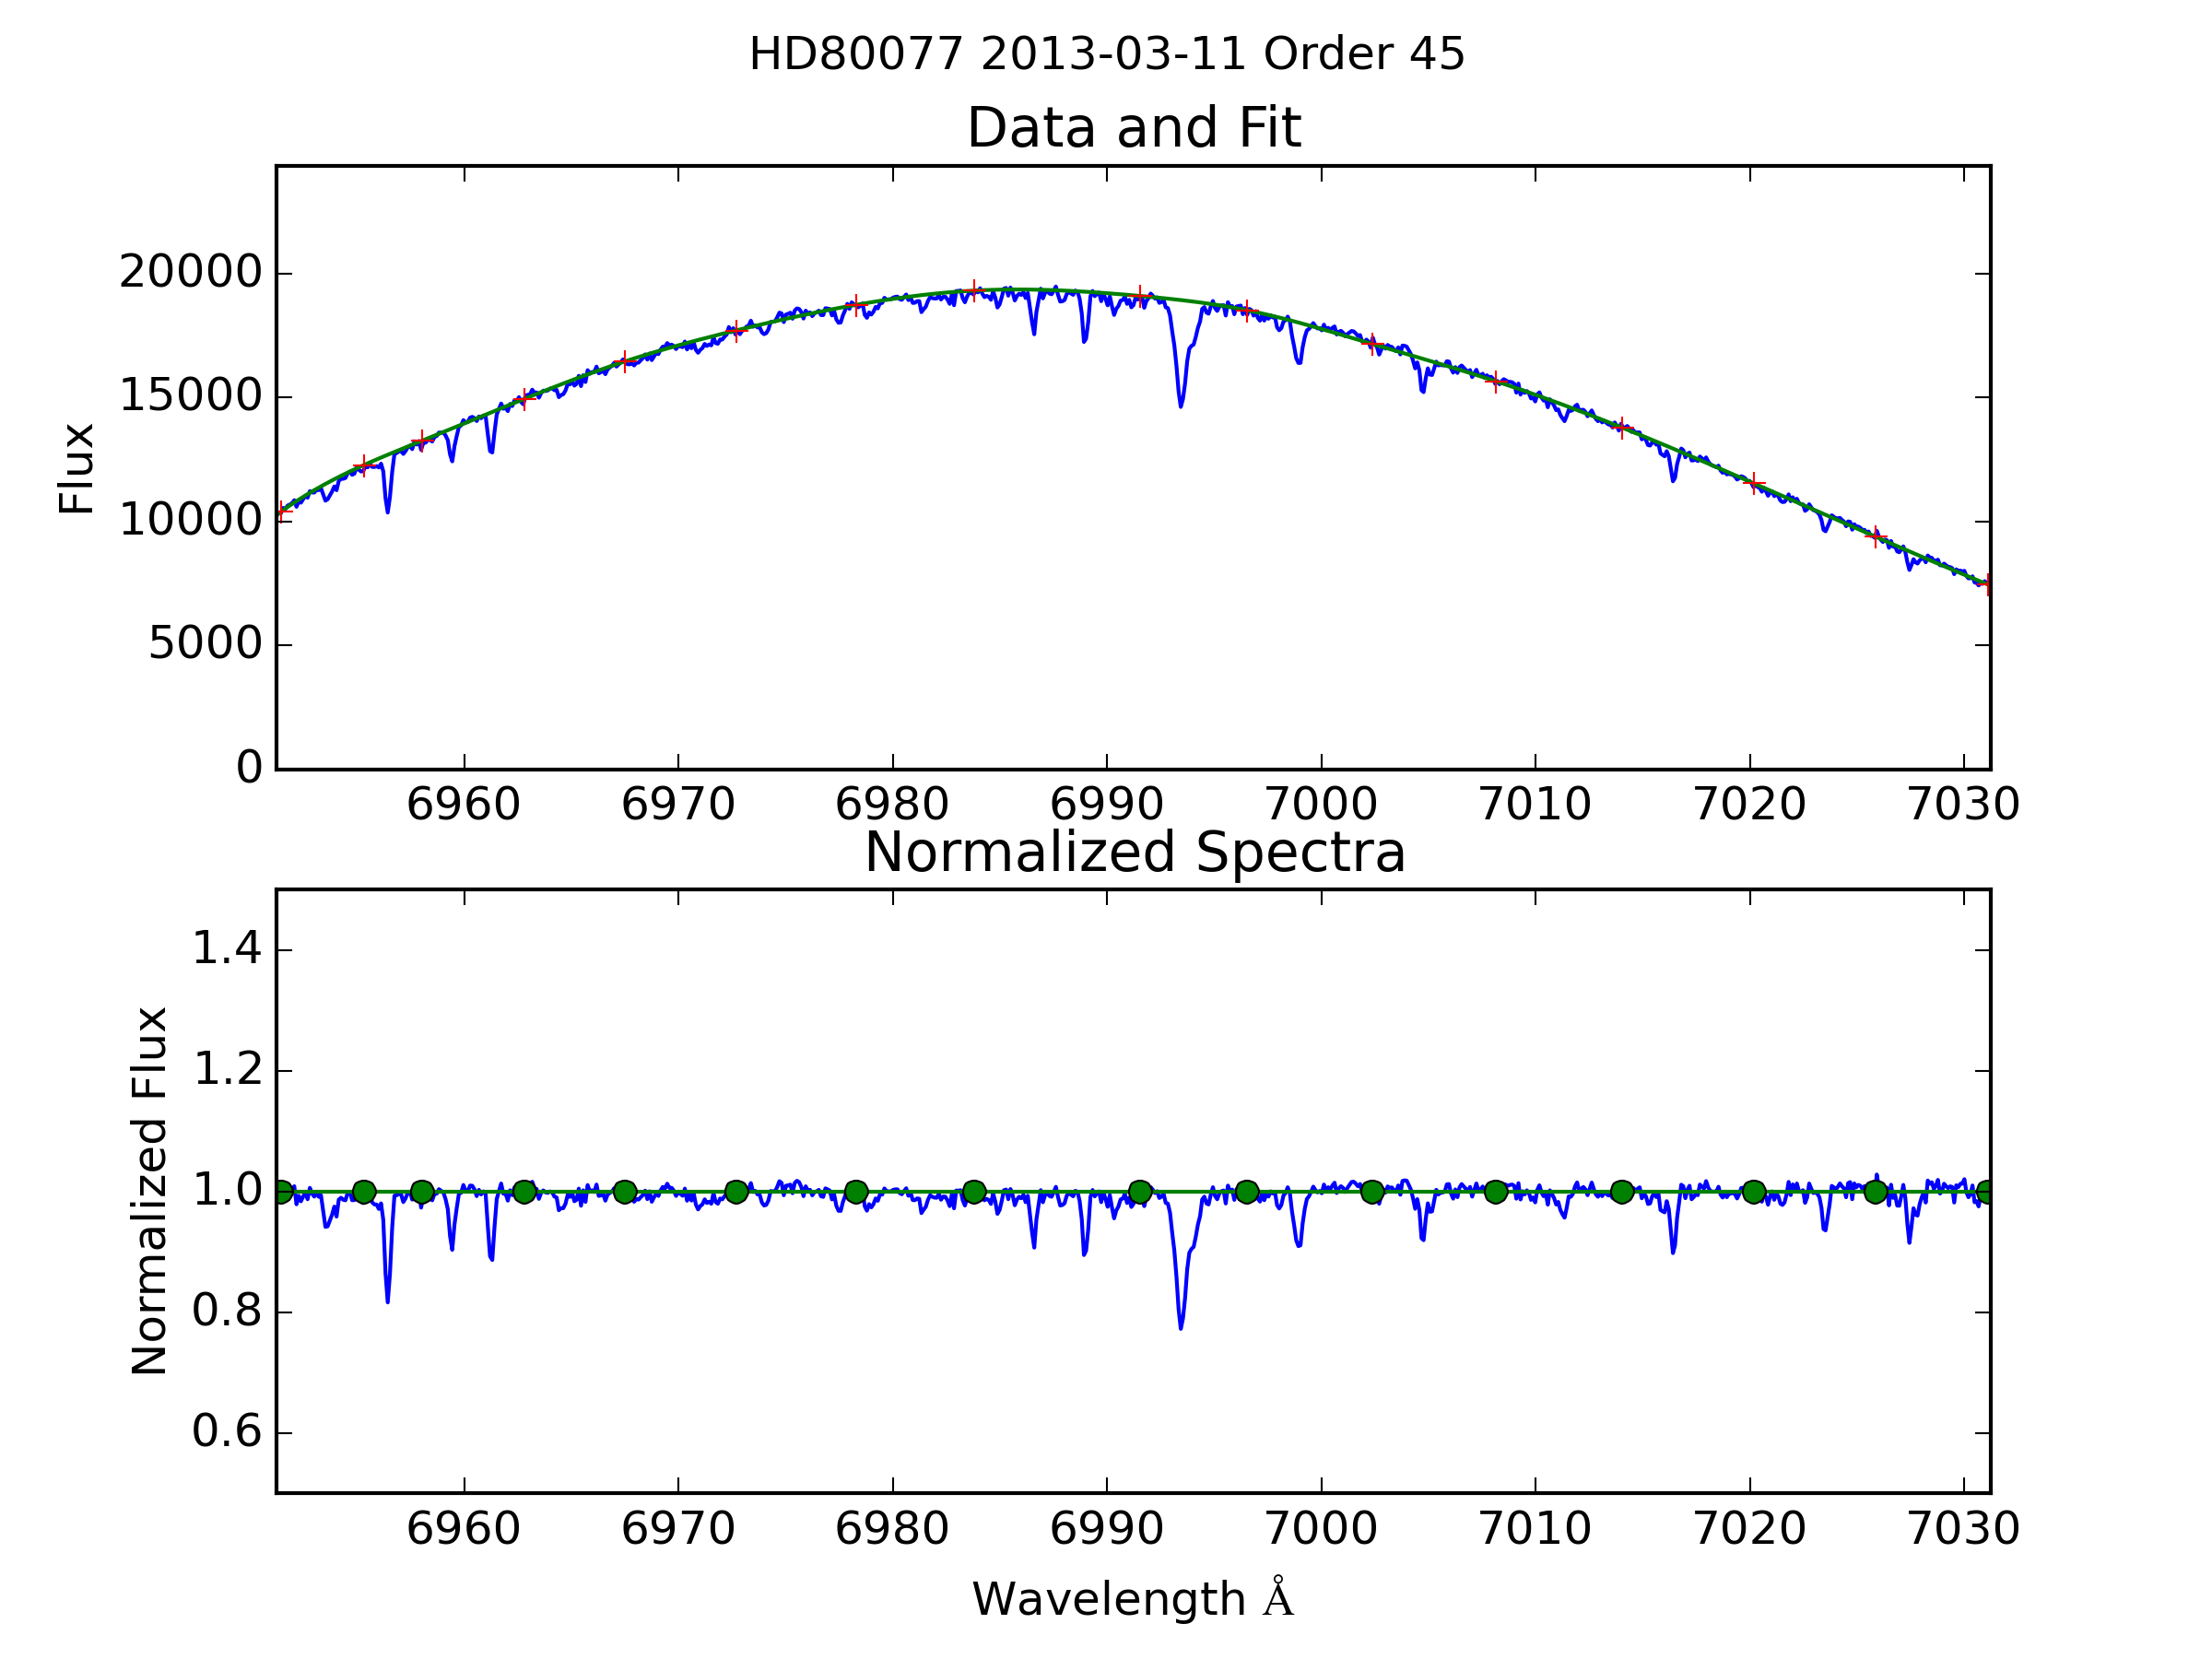 HD80077 2013-03-11 Order 45
Data and Fit
Flux
20000
15000
10000
5000
0
6960 6970 6980 6990 7000 7010 7020 7030
Normalized Spectra
Normalized Flux
1.4
1.2
1.0
0.8
0.6
6960 6970 6980 6990 7000 7010 7020 7030
Wavelength Å